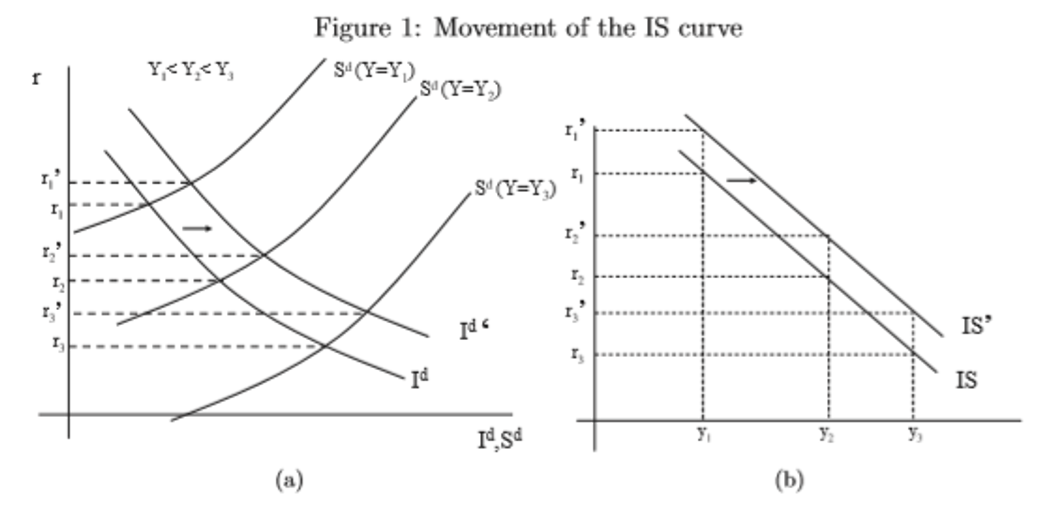 Figure 1: Movement of the IS curve
r
Y₁< Y₂< Y₃
Sᵈ(Y=Y₁)
Sᵈ(Y=Y₂)
Sᵈ(Y=Y₃)
r₁’
r₁
r₂’
r₂
r₃’
r₃
Iᵈ ‘
Iᵈ
Iᵈ,Sᵈ
(a)
r₁’
r₁
r₂’
r₂
r₃’
r₃
IS’
IS
y₁ y₂ y₃
(b)